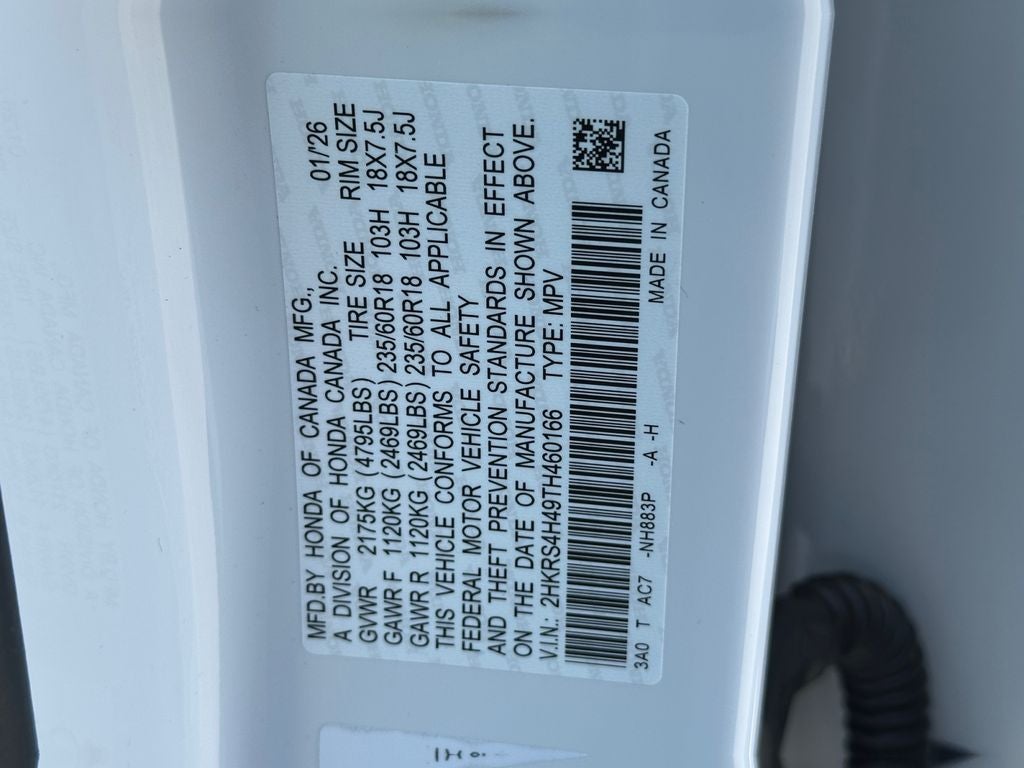 MFD.BY HONDA OF CANADA MFG., 01/'26
A DIVISION OF HONDA CANADA INC.
GVWR 2175KG (4795LBS) TIRE SIZE RIM SIZE
GAWR F 1120KG (2469LBS) 235/60R18 103H 18X7.5J
GAWR R 1120KG (2469LBS) 235/60R18 103H 18X7.5J
THIS VEHICLE CONFORMS TO ALL APPLICABLE
FEDERAL MOTOR VEHICLE SAFETY
AND THEFT PREVENTION STANDARDS IN EFFECT
ON THE DATE OF MANUFACTURE SHOWN ABOVE.
V.I.N.: 2HKRS4H49TH460166 TYPE: MPV
3A0 T AC7 -NH883P -A -H MADE IN CANADA